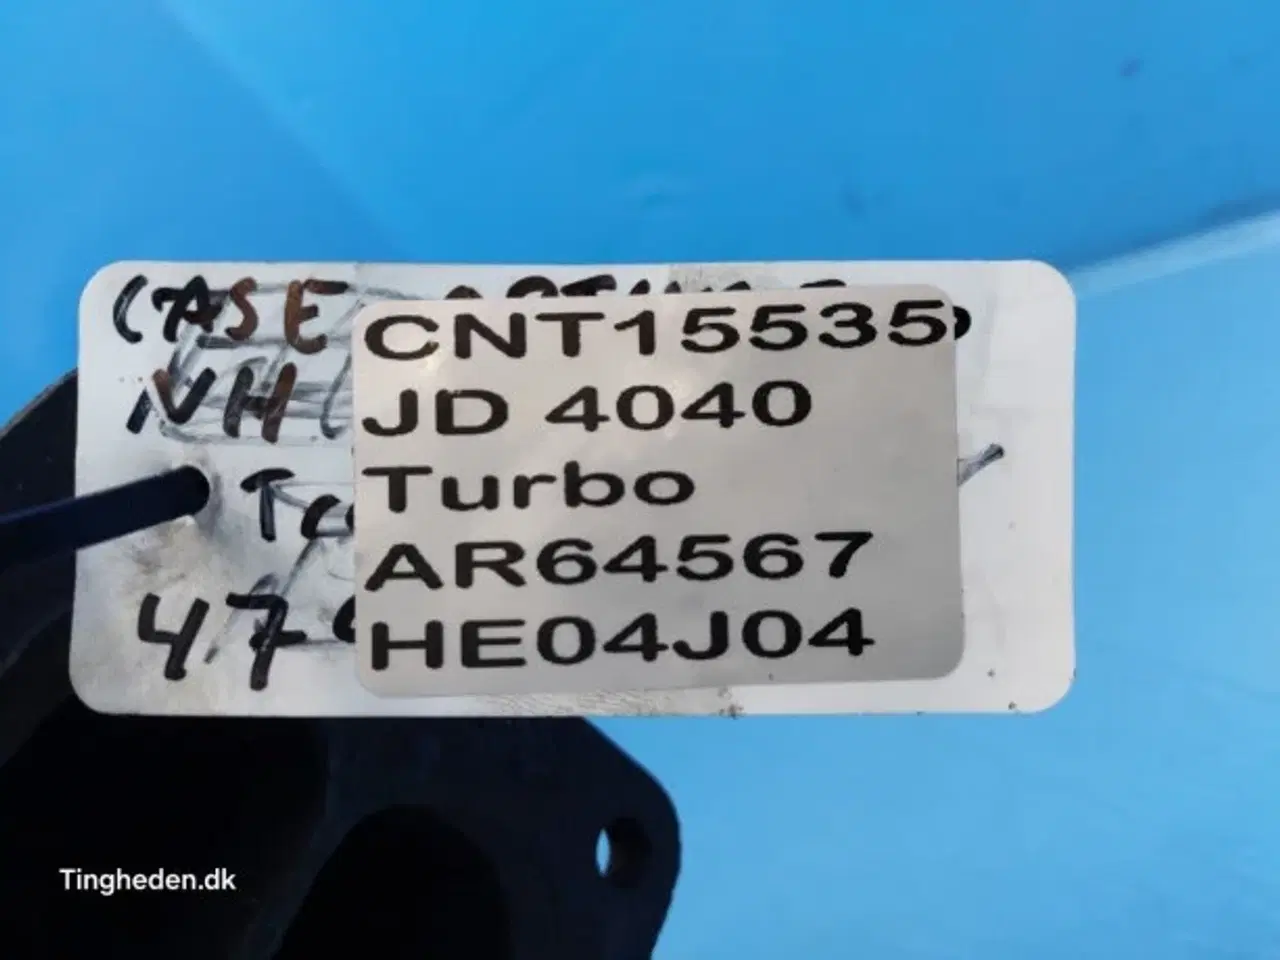 CASE
NH
CNT15535
JD 4040
Turbo
AR64567
HE04J04
47
Tingheden.dk